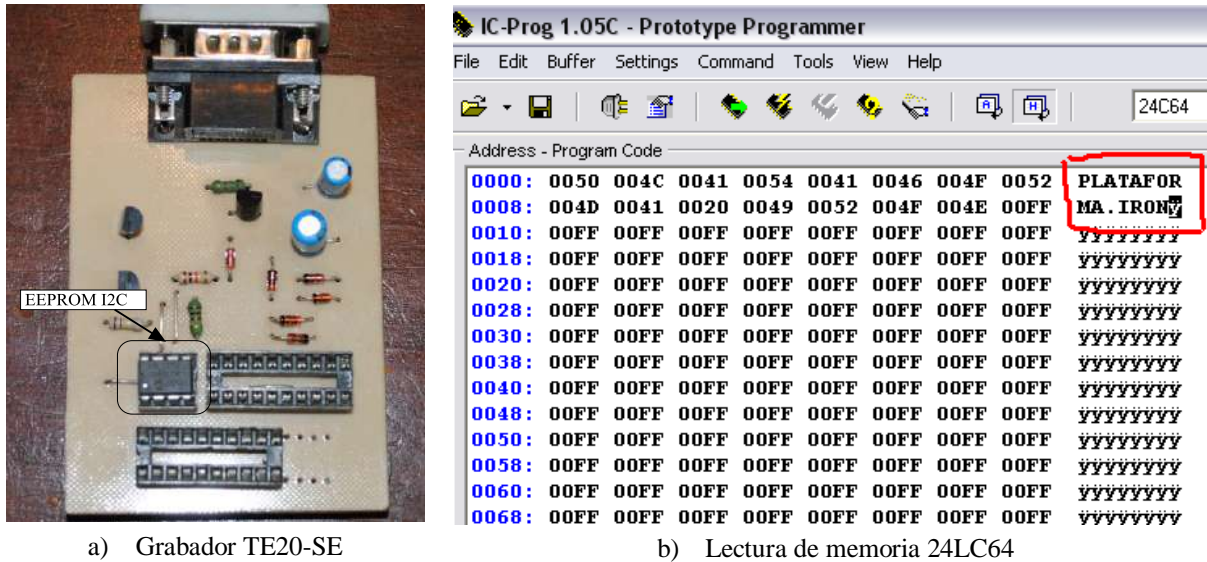 EEPROM I2C
a) Grabador TE20-SE
IC-Prog 1.05C - Prototype Programmer
File Edit Buffer Settings Command Tools View Help
24C64
Address - Program Code
0000: 0050 004C 0041 0054 0041 0046 004F 0052 PLATAFOR
0008: 004D 0041 0020 0049 0052 004F 004E 00FF MA.IRONÿ
0010: 00FF 00FF 00FF 00FF 00FF 00FF 00FF 00FF ÿÿÿÿÿÿÿÿ
0018: 00FF 00FF 00FF 00FF 00FF 00FF 00FF 00FF ÿÿÿÿÿÿÿÿ
0020: 00FF 00FF 00FF 00FF 00FF 00FF 00FF 00FF ÿÿÿÿÿÿÿÿ
0028: 00FF 00FF 00FF 00FF 00FF 00FF 00FF 00FF ÿÿÿÿÿÿÿÿ
0030: 00FF 00FF 00FF 00FF 00FF 00FF 00FF 00FF ÿÿÿÿÿÿÿÿ
0038: 00FF 00FF 00FF 00FF 00FF 00FF 00FF 00FF ÿÿÿÿÿÿÿÿ
0040: 00FF 00FF 00FF 00FF 00FF 00FF 00FF 00FF ÿÿÿÿÿÿÿÿ
0048: 00FF 00FF 00FF 00FF 00FF 00FF 00FF 00FF ÿÿÿÿÿÿÿÿ
0050: 00FF 00FF 00FF 00FF 00FF 00FF 00FF 00FF ÿÿÿÿÿÿÿÿ
0058: 00FF 00FF 00FF 00FF 00FF 00FF 00FF 00FF ÿÿÿÿÿÿÿÿ
0060: 00FF 00FF 00FF 00FF 00FF 00FF 00FF 00FF ÿÿÿÿÿÿÿÿ
0068: 00FF 00FF 00FF 00FF 00FF 00FF 00FF 00FF ÿÿÿÿÿÿÿÿ
b) Lectura de memoria 24LC64